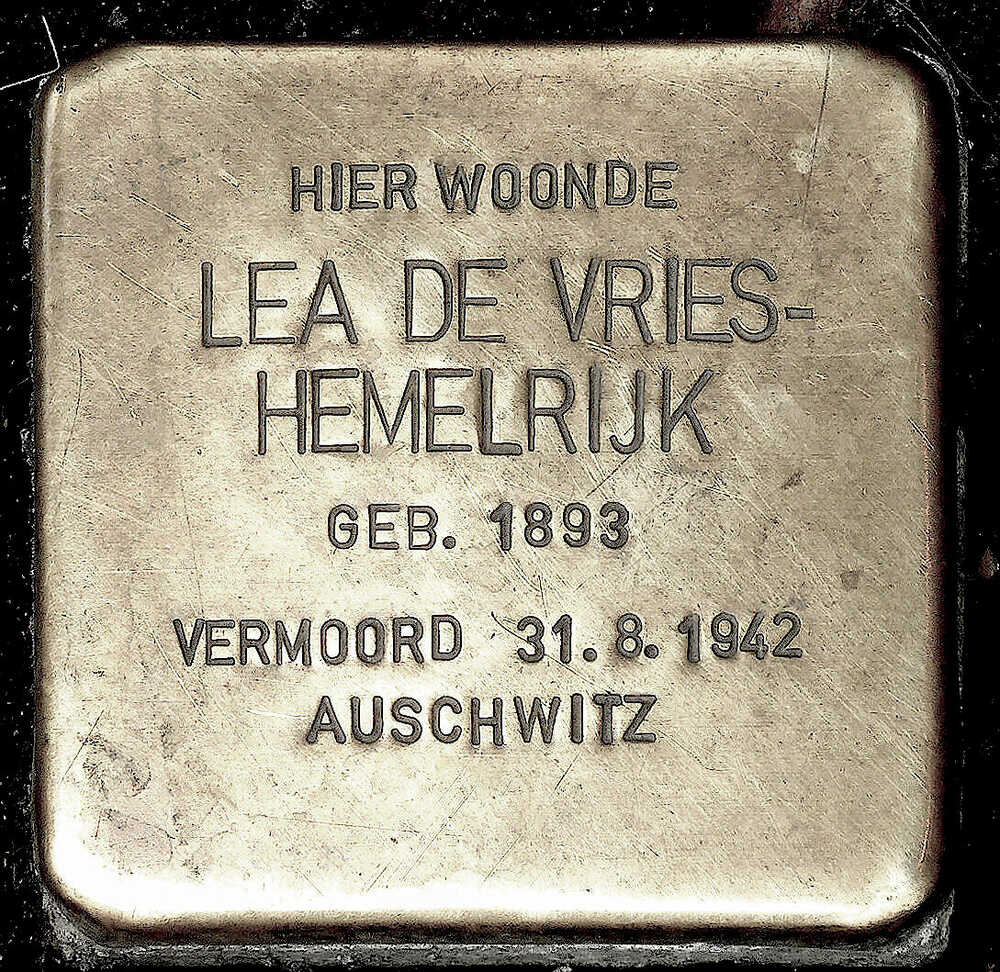 HIER WOONDE
LEA DE VRIES-
HEMELRIJK
GEB. 1893
VERMOORD 31.8.1942
AUSCHWITZ